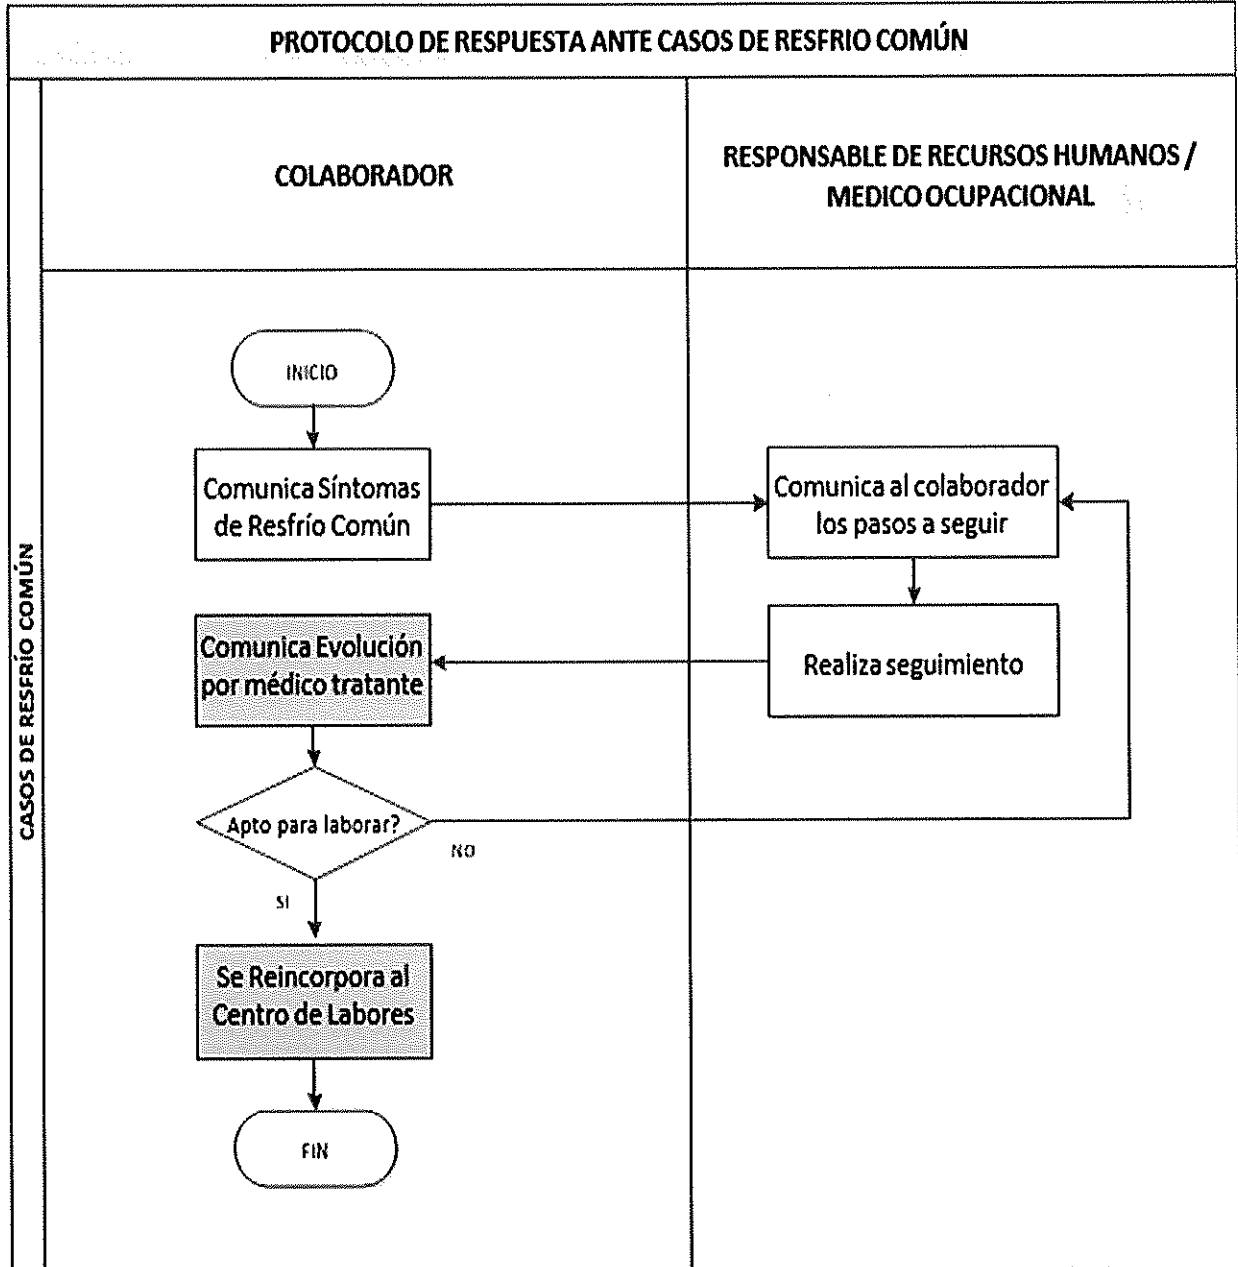 PROTOCOLO DE RESPUESTA ANTE CASOS DE RESFRIO COMÚN
COLABORADOR
RESPONSABLE DE RECURSOS HUMANOS /
MEDICO OCUPACIONAL
CASOS DE RESFRÍO COMÚN
INICIO
Comunica Síntomas
de Resfrío Común
Comunica al colaborador
los pasos a seguir
Realiza seguimiento
Comunica Evolución
por médico tratante
Apto para laborar?
NO
SI
Se Reincorpora al
Centro de Labores
FIN